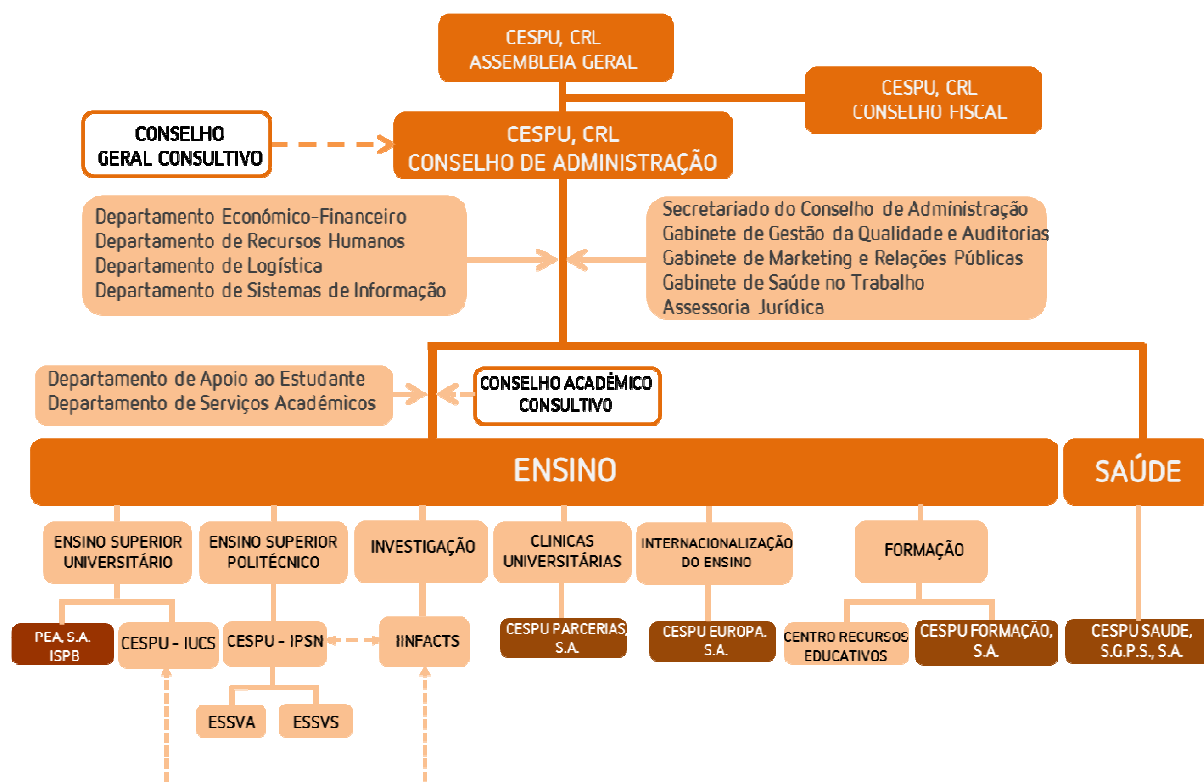 CESPU, CRL
ASSEMBLEIA GERAL
CESPU, CRL
CONSELHO FISCAL
CONSELHO
GERAL CONSULTIVO
CESPU, CRL
CONSELHO DE ADMINISTRAÇÃO
Departamento Económico-Financeiro
Departamento de Recursos Humanos
Departamento de Logística
Departamento de Sistemas de Informação
Secretariado do Conselho de Administração
Gabinete de Gestão da Qualidade e Auditorias
Gabinete de Marketing e Relações Públicas
Gabinete de Saúde no Trabalho
Assessoria Jurídica
Departamento de Apoio ao Estudante
Departamento de Serviços Académicos
CONSELHO ACADÉMICO
CONSULTIVO
ENSINO
SAÚDE
ENSINO SUPERIOR
UNIVERSITÁRIO
ENSINO SUPERIOR
POLITÉCNICO
INVESTIGAÇÃO
CLINICAS
UNIVERSITÁRIAS
INTERNACIONALIZAÇÃO
DO ENSINO
FORMAÇÃO
PEA, S.A.
ISPB
CESPU - IUCS
CESPU - IPSN
IINFACTS
CESPU PARCERIAS,
S.A.
CESPU EUROPA.
S.A.
CENTRO RECURSOS
EDUCATIVOS
CESPU FORMAÇÃO,
S.A.
CESPU SAUDE,
S.G.P.S., S.A.
ESSVA
ESSVS